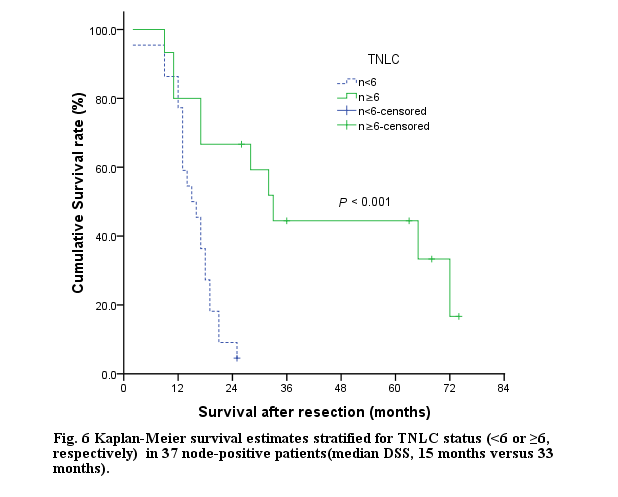 100.0
80.0
60.0
40.0
20.0
0.0
Cumulative Survival rate (%)
TNLC
n<6
n≥6
n<6-censored
n≥6-censored
P < 0.001
0 12 24 36 48 60 72 84
Survival after resection (months)
Fig. 6 Kaplan-Meier survival estimates stratified for TNLC status (<6 or ≥6,
respectively) in 37 node-positive patients(median DSS, 15 months versus 33
months).